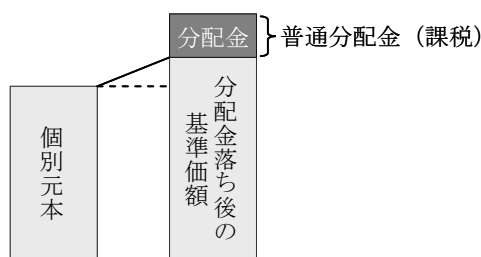 分配金
普通分配金（課税）
個別元本
分配金落ち後の
基準価額